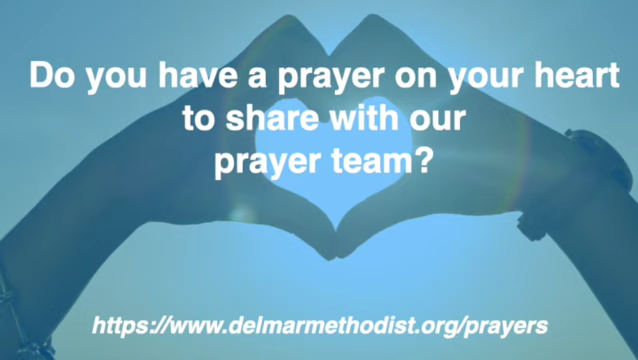 Do you have a prayer on your heart
to share with our
prayer team?
https://www.delmarmethodist.org/prayers